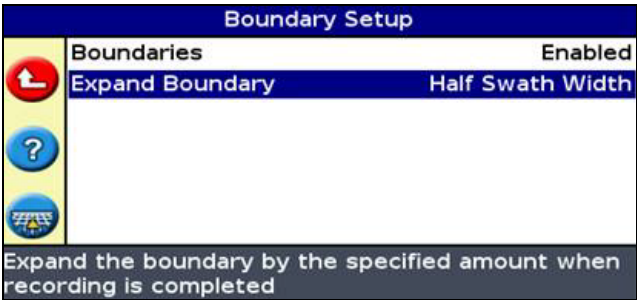 Boundary Setup
Boundaries Enabled
Expand Boundary Half Swath Width
?
Expand the boundary by the specified amount when
recording is completed